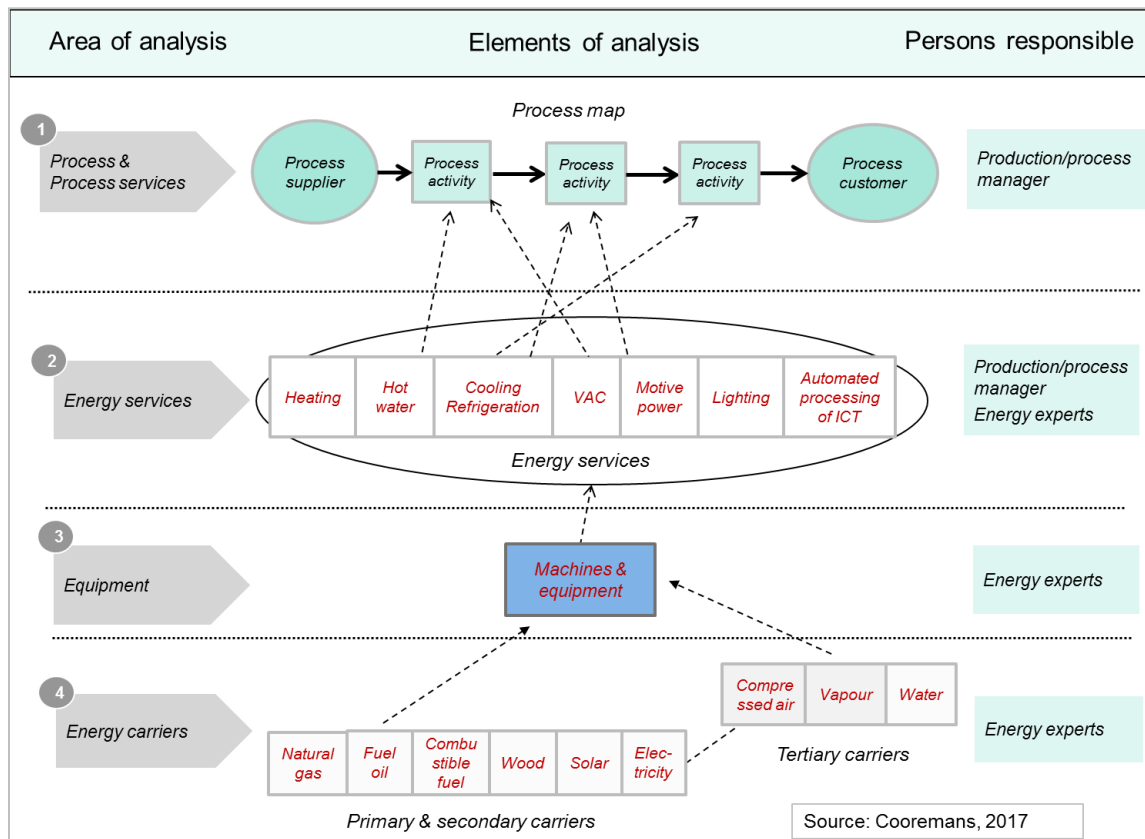 Area of analysis
Elements of analysis
Persons responsible
Process map
1
Process &
Process services
Process
supplier
Process
activity
Process
activity
Process
activity
Process
customer
Production/process
manager
2
Energy services
Heating
Hot
water
Cooling
Refrigeration
VAC
Motive
power
Lighting
Automated
processing
of ICT
Energy services
Production/process
manager
Energy experts
3
Equipment
Machines &
equipment
Energy experts
4
Energy carriers
Natural
gas
Fuel
oil
Combu
stible
fuel
Wood
Solar
Elec-
tricity
Primary & secondary carriers
Compre
ssed air
Vapour
Water
Tertiary carriers
Energy experts
Source: Cooremans, 2017